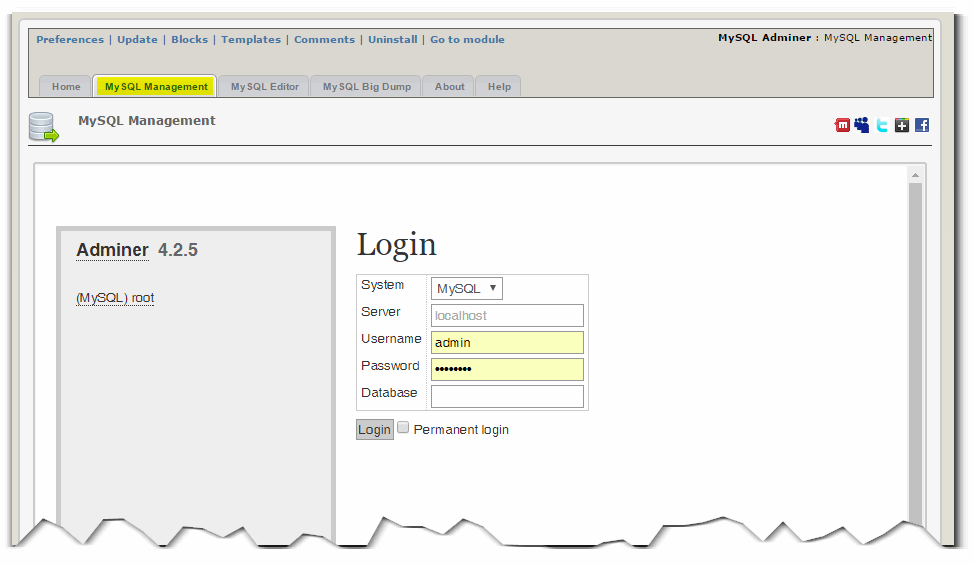 Preferences | Update | Blocks | Templates | Comments | Uninstall | Go to module
MySQL Adminer : MySQL Management
Home MySQL Management MySQL Editor MySQL Big Dump About Help
MySQL Management
Adminer 4.2.5
(MySQL) root
Login
System MySQL
Server localhost
Username admin
Password ••••••••
Database
Login Permanent login